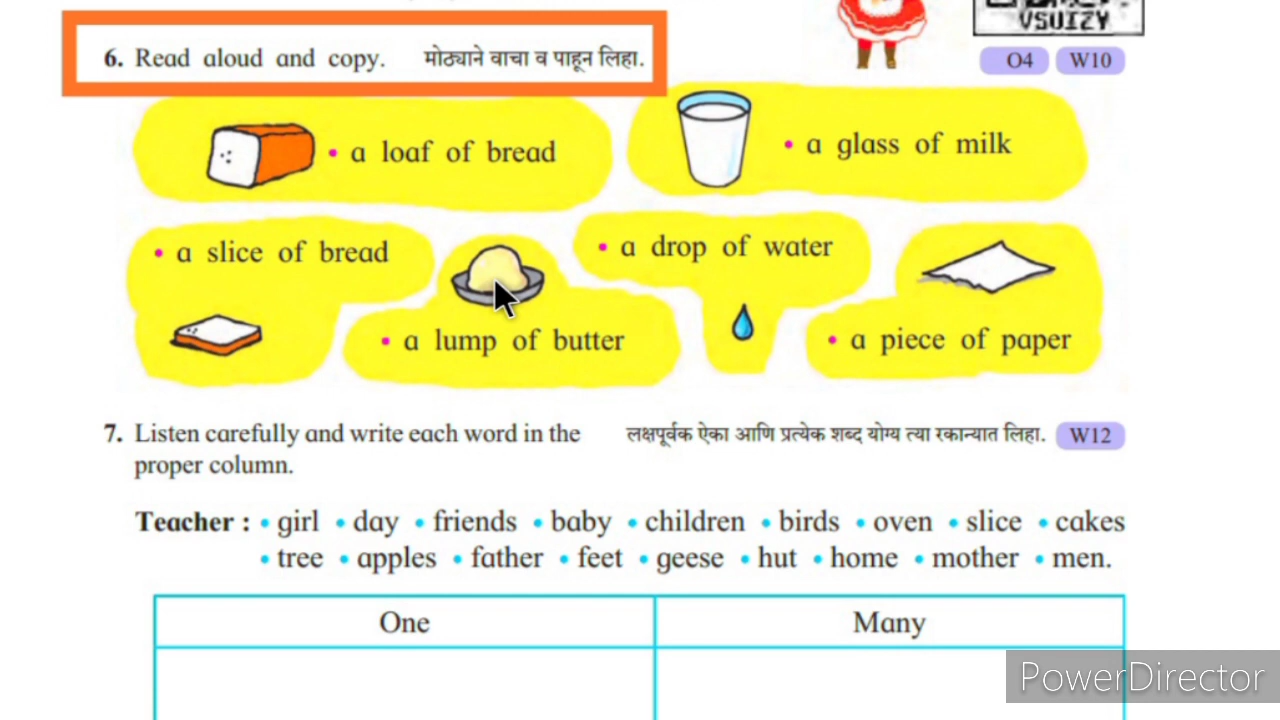 VSUIZY
6. Read aloud and copy. मोठ्याने वाचा व पाहून लिहा. O4 W10
• a loaf of bread
• a glass of milk
• a slice of bread
• a drop of water
• a lump of butter
• a piece of paper
7. Listen carefully and write each word in the लक्षपूर्वक ऐका आणि प्रत्येक शब्द योग्य त्या रकान्यात लिहा. W12
proper column.
Teacher : • girl • day • friends • baby • children • birds • oven • slice • cakes
• tree • apples • father • feet • geese • hut • home • mother • men.
One Many
PowerDirector